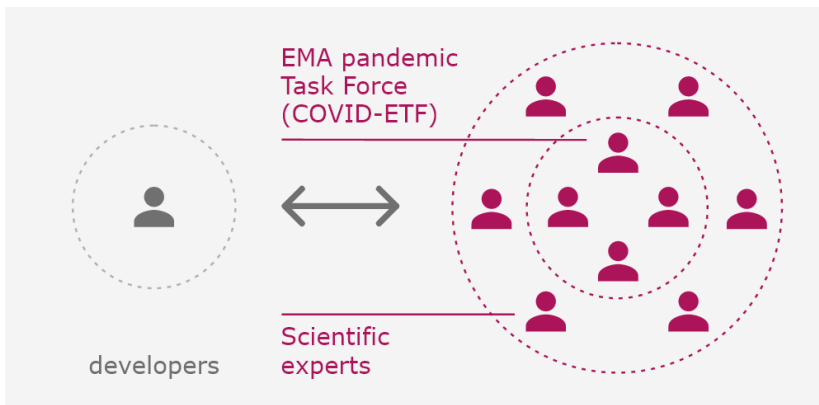 EMA pandemic
Task Force
(COVID-ETF)
Scientific
experts
developers